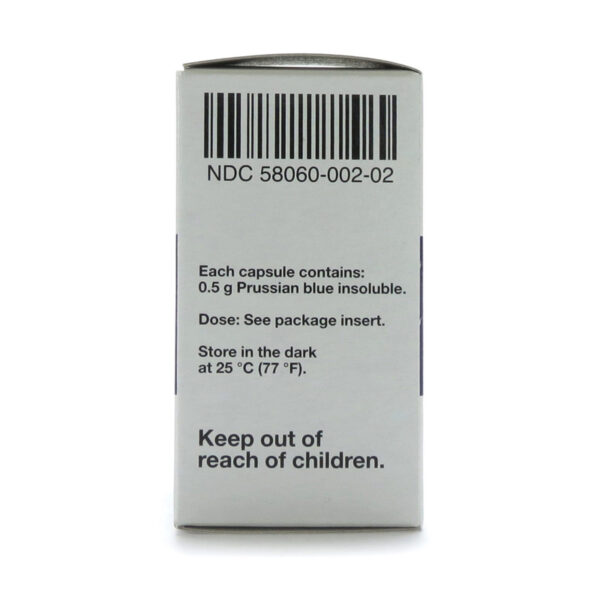 NDC 58060-002-02
Each capsule contains:
0.5 g Prussian blue insoluble.
Dose: See package insert.
Store in the dark
at 25 °C (77 °F).
Keep out of
reach of children.